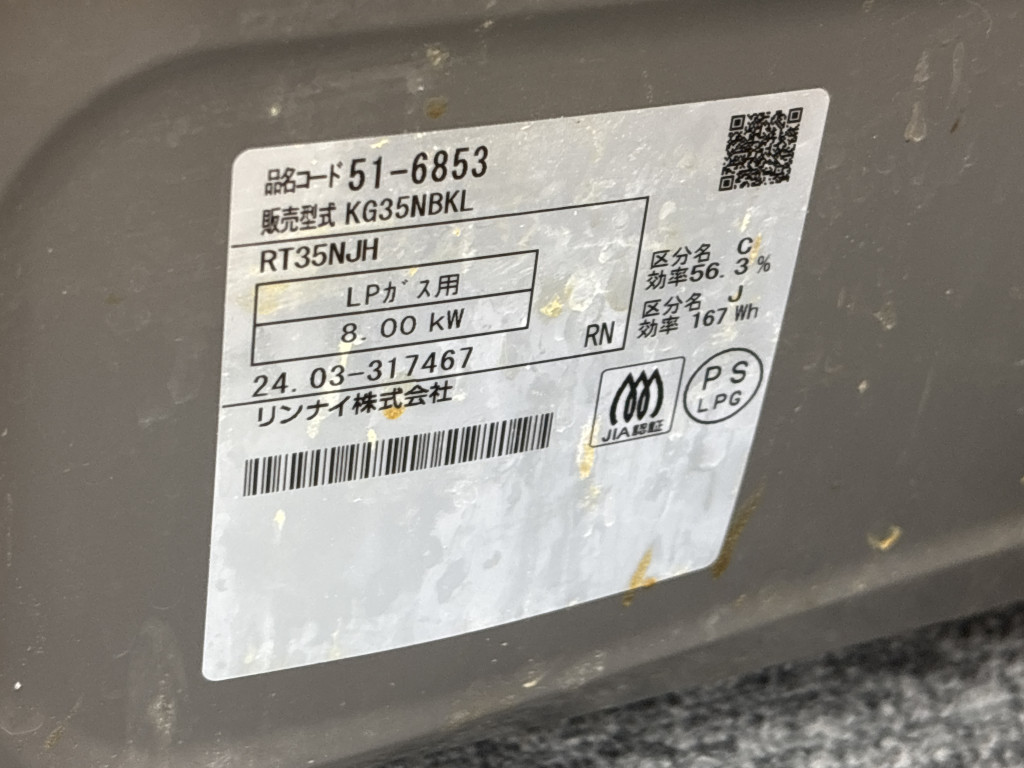 品名コード 51-6853
販売型式 KG35NBKL
RT35NJH
LPガス用
8.00 kW
24.03-317467
RN
リンナイ株式会社
区分名 C
効率56.3%
区分名 J
効率 167Wh
JIA認証
PS
LPG